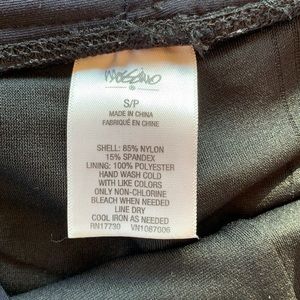 Mossimo
S/P
MADE IN CHINA
FABRIQUÉ EN CHINE
SHELL: 85% NYLON
15% SPANDEX
LINING: 100% POLYESTER
HAND WASH COLD
WITH LIKE COLORS
ONLY NON-CHLORINE
BLEACH WHEN NEEDED
LINE DRY
COOL IRON AS NEEDED
RN17730 VN1087006